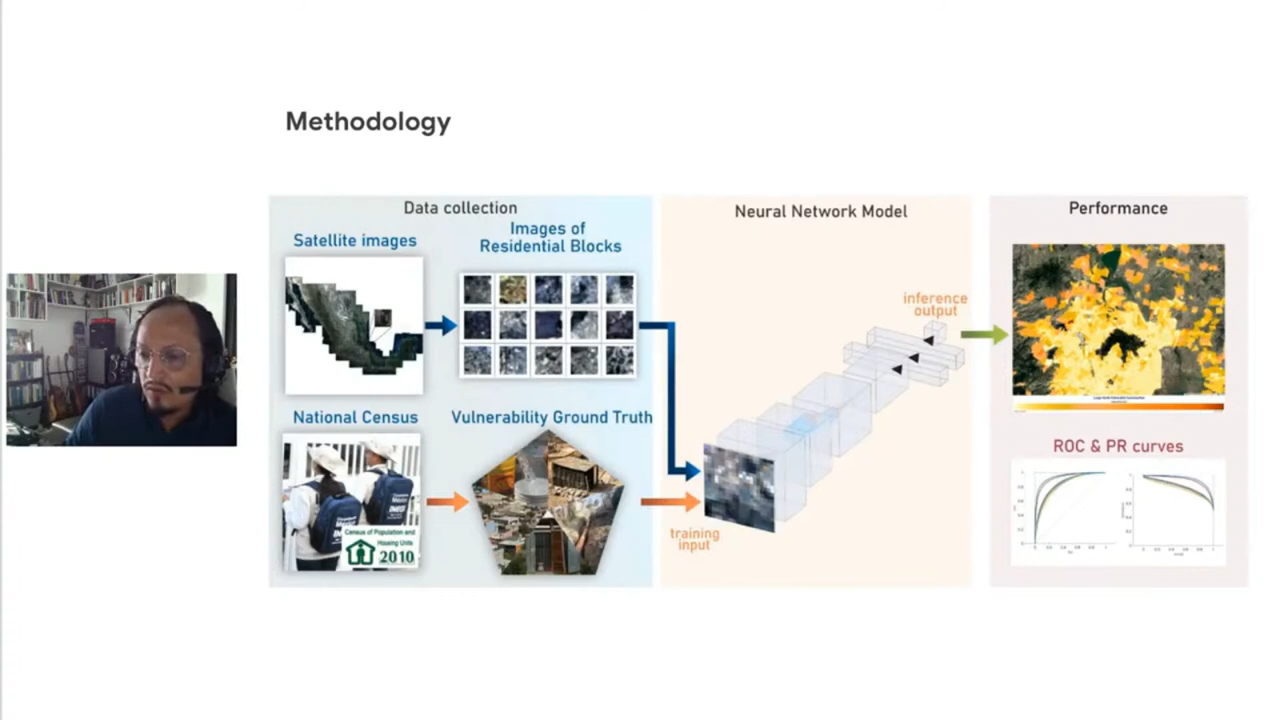 Methodology
Data collection
Satellite images
Images of
Residential Blocks
National Census
Vulnerability Ground Truth
Census of Population and
Housing Units
2010
training
input
Neural Network Model
inference
output
Performance
ROC & PR curves